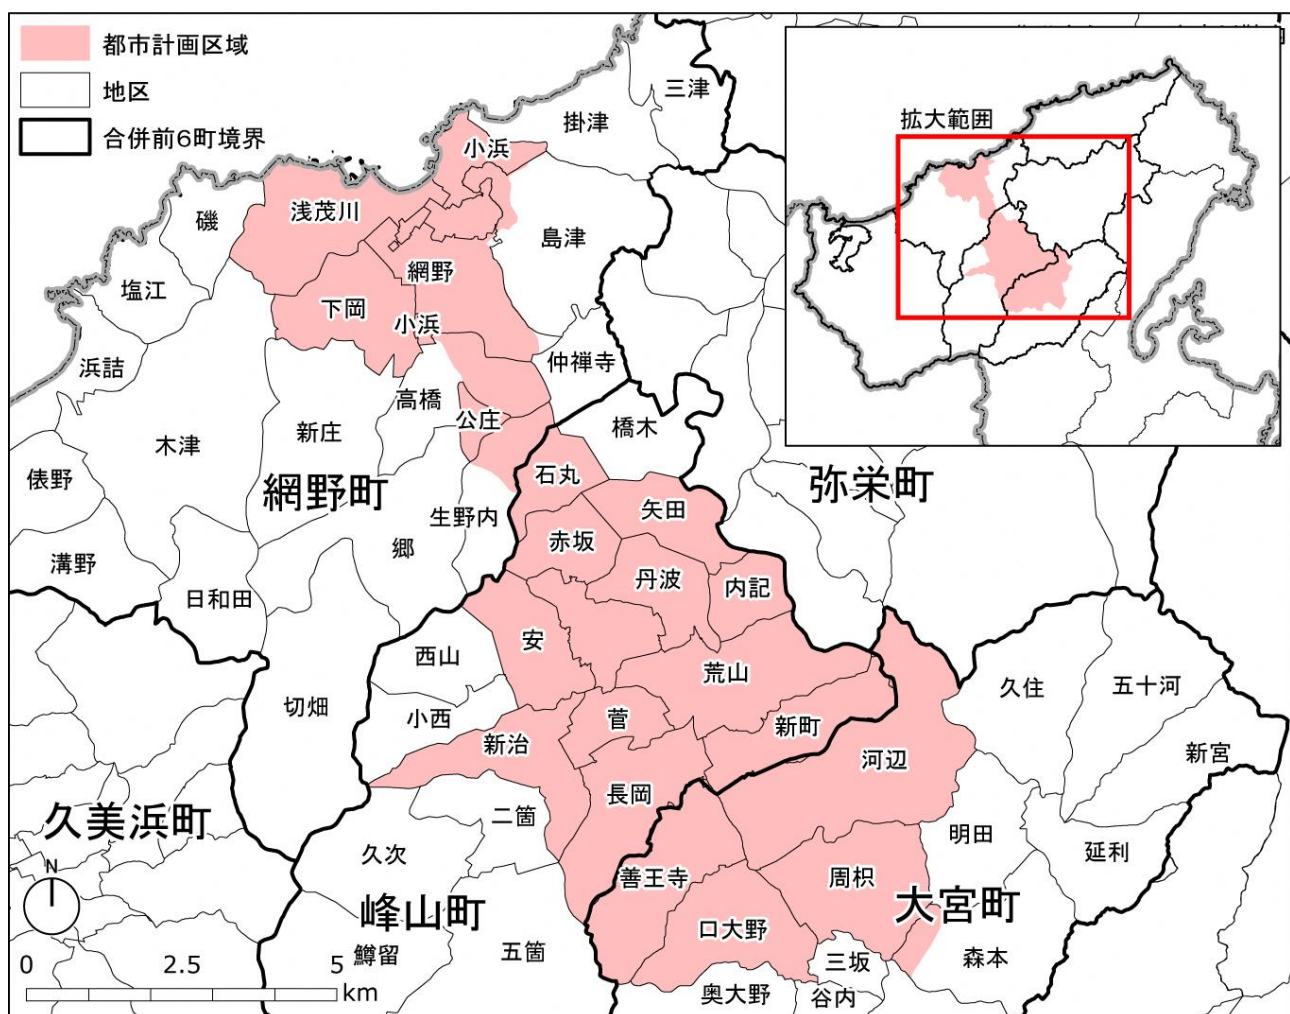 都市計画区域
地区
合併前6町境界
拡大範囲
三津
掛津
小浜
浅茂川
磯
島津
網野
塩江
下岡
小浜
浜詰
仲禅寺
高橋
公庄
橋木
新庄
木津
石丸
俵野
網野町
弥栄町
矢田
生野内
赤坂
郷
溝野
丹波
内記
日和田
安
西山
荒山
久住
五十河
切畑
小西
菅
新町
新治
河辺
新宮
長岡
二箇
久美浜町
明田
延利
久次
善王寺
周枳
峰山町
大宮町
口大野
鱒留
五箇
三坂
森本
奥大野
谷内
N
0
2.5
5
km